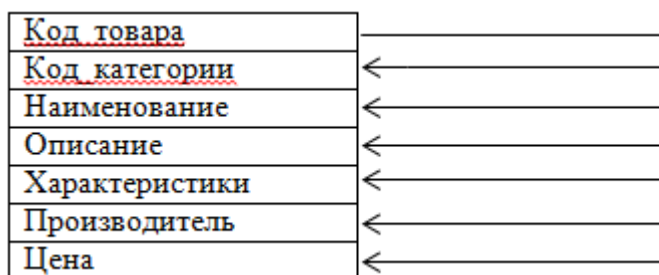 Код_товара
Код_категории
Наименование
Описание
Характеристики
Производитель
Цена